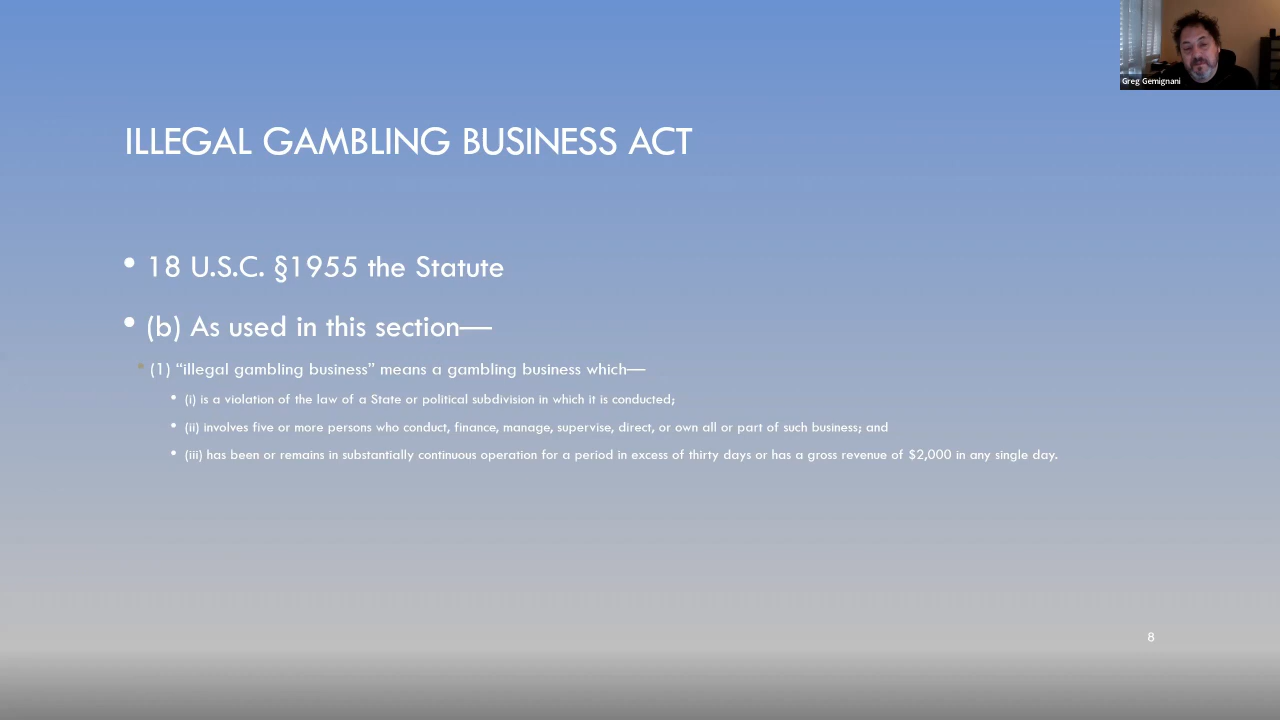 Greg Gemignani
ILLEGAL GAMBLING BUSINESS ACT
• 18 U.S.C. §1955 the Statute
• (b) As used in this section—
• (1) “illegal gambling business” means a gambling business which—
• (i) is a violation of the law of a State or political subdivision in which it is conducted;
• (ii) involves five or more persons who conduct, finance, manage, supervise, direct, or own all or part of such business; and
• (iii) has been or remains in substantially continuous operation for a period in excess of thirty days or has a gross revenue of $2,000 in any single day.
8